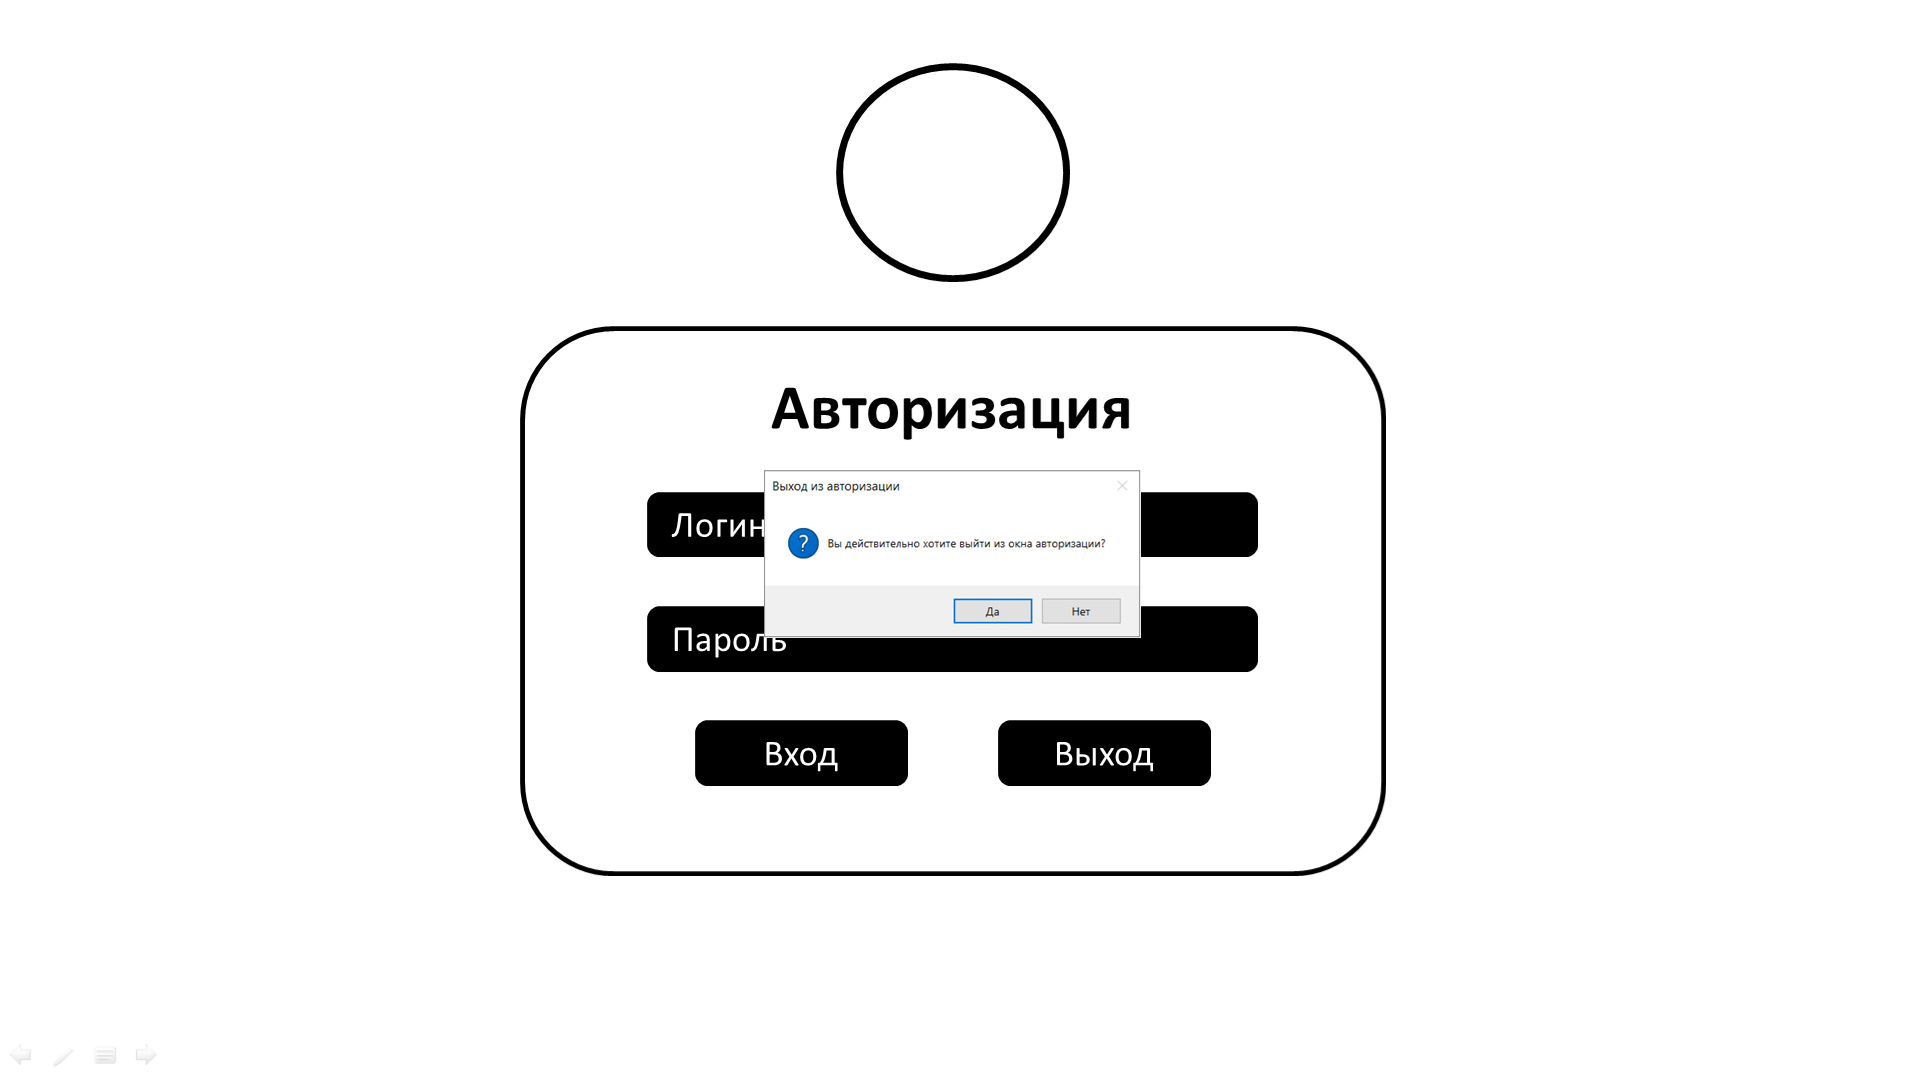 Авторизация
Выход из авторизации
Логин
? Вы действительно хотите выйти из окна авторизации?
Да Нет
Пароль
Вход Выход